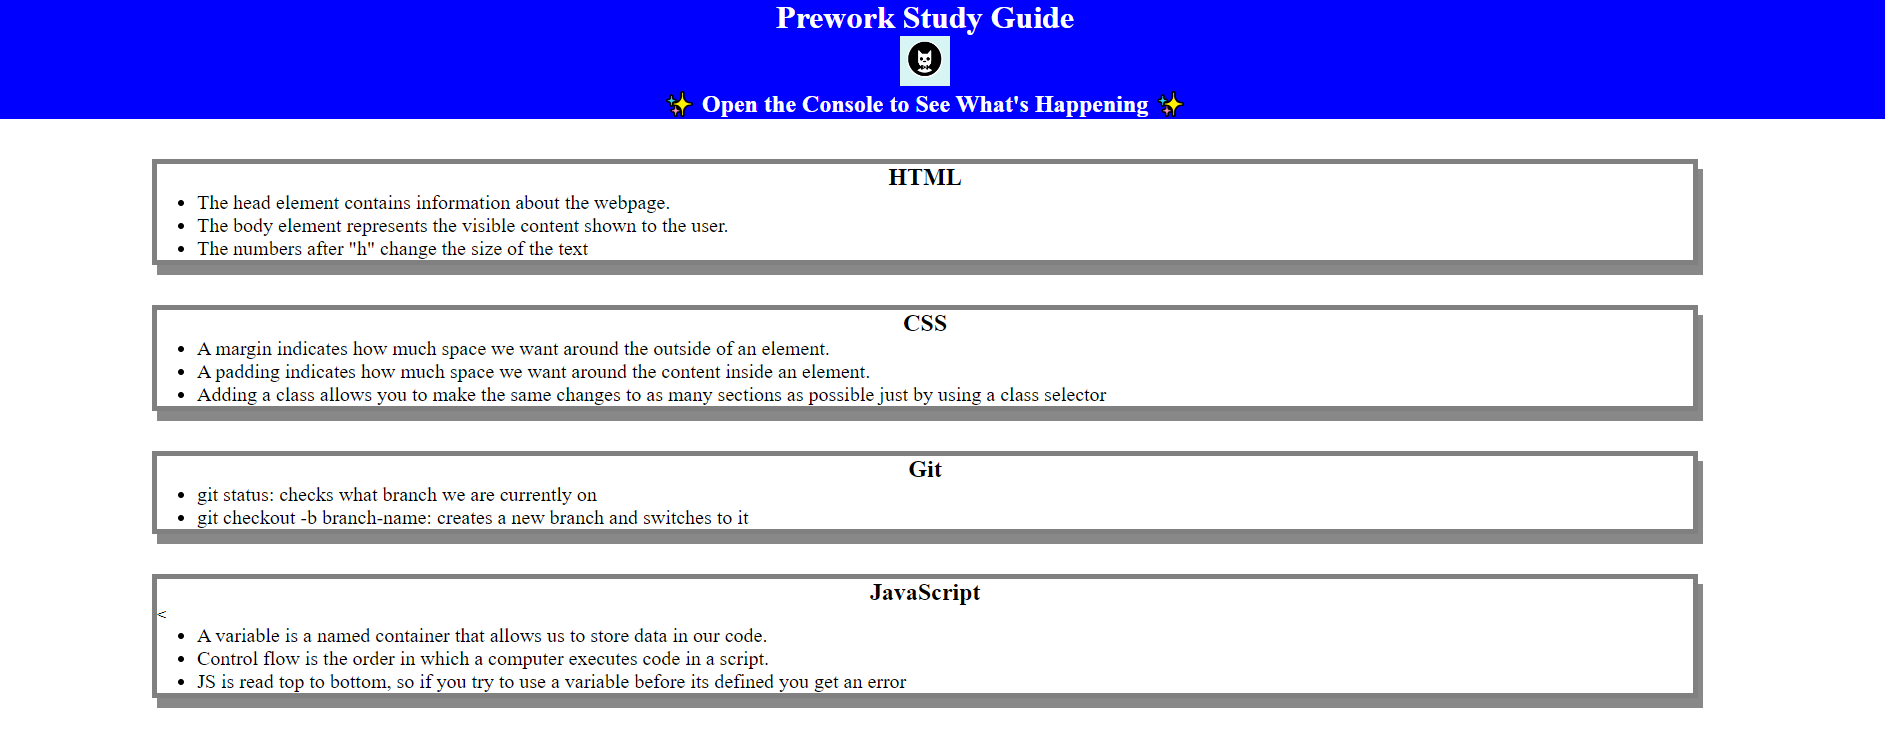 Prework Study Guide
✨ Open the Console to See What's Happening ✨
HTML
• The head element contains information about the webpage.
• The body element represents the visible content shown to the user.
• The numbers after "h" change the size of the text
CSS
• A margin indicates how much space we want around the outside of an element.
• A padding indicates how much space we want around the content inside an element.
• Adding a class allows you to make the same changes to as many sections as possible just by using a class selector
Git
• git status: checks what branch we are currently on
• git checkout -b branch-name: creates a new branch and switches to it
JavaScript
<
• A variable is a named container that allows us to store data in our code.
• Control flow is the order in which a computer executes code in a script.
• JS is read top to bottom, so if you try to use a variable before its defined you get an error